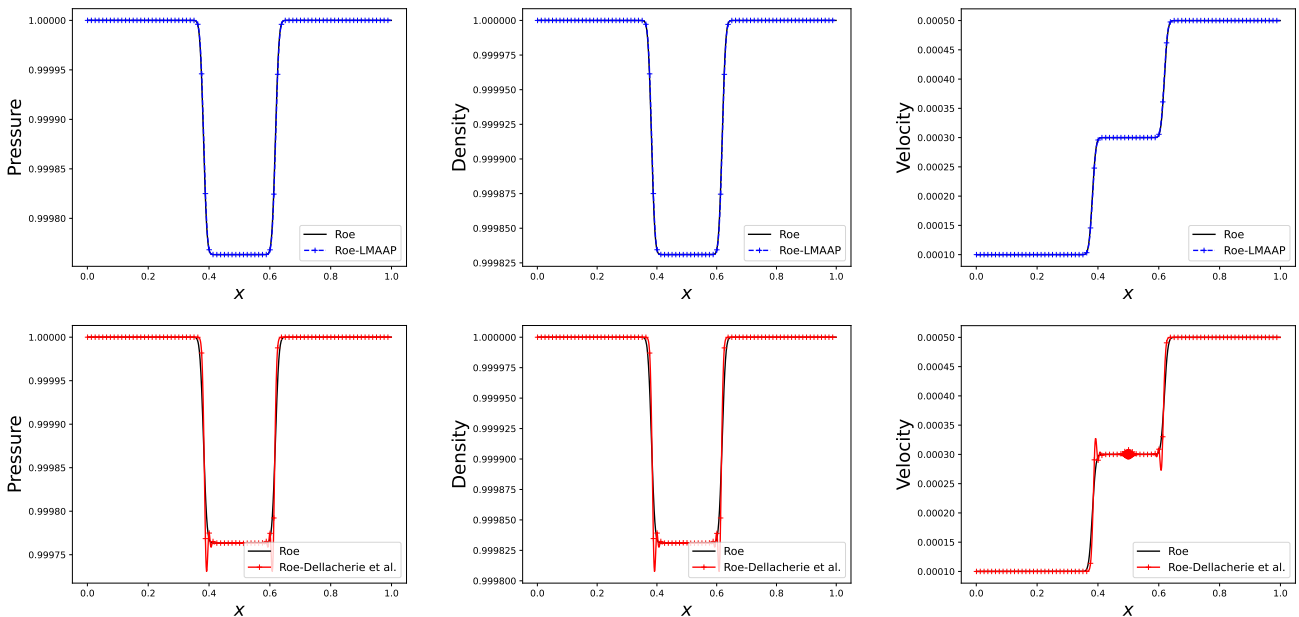 Pressure
1.000000
0.99995
0.99990
0.99985
0.99980
0.0 0.2 0.4 0.6 0.8 1.0
x
Roe
Roe-LMAAP
Density
1.000000
0.999975
0.999950
0.999925
0.999900
0.999875
0.999850
0.999825
0.0 0.2 0.4 0.6 0.8 1.0
x
Roe
Roe-LMAAP
Velocity
0.00050
0.00045
0.00040
0.00035
0.00030
0.00025
0.00020
0.00015
0.00010
0.0 0.2 0.4 0.6 0.8 1.0
x
Roe
Roe-LMAAP
Pressure
1.000000
0.99995
0.99990
0.99985
0.99980
0.99975
0.0 0.2 0.4 0.6 0.8 1.0
x
Roe
Roe-Dellacherie et al.
Density
1.000000
0.999975
0.999950
0.999925
0.999900
0.999875
0.999850
0.999825
0.999800
0.0 0.2 0.4 0.6 0.8 1.0
x
Roe
Roe-Dellacherie et al.
Velocity
0.00050
0.00045
0.00040
0.00035
0.00030
0.00025
0.00020
0.00015
0.00010
0.0 0.2 0.4 0.6 0.8 1.0
x
Roe
Roe-Dellacherie et al.